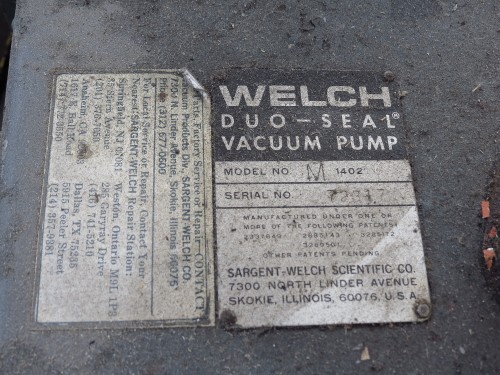 WELCH
DUO-SEAL®
VACUUM PUMP
MODEL NO. M 1402
SERIAL NO.
MANUFACTURED UNDER ONE OR
MORE OF THE FOLLOWING PATENTS
OTHER PATENTS PENDING
SARGENT-WELCH SCIENTIFIC CO.
7300 NORTH LINDER AVENUE
SKOKIE, ILLINOIS, 60076, U.S.A.
Parts, Factory Service or Repair - CONTACT
Vacuum Products Div., SARGENT-WELCH CO.
7300 N. Linder Avenue, Skokie, Illinois
Phone (312) 677-0600
For Local Service or Repair, Contact Your
Nearest SARGENT-WELCH Repair Station:
Springfield, NJ 07081 Weston, Ontario M9L 1P9
285 Garyray Drive
(416) 741-5210
Dallas, TX 75235
5915 Peeler Street
(214) 357-9381